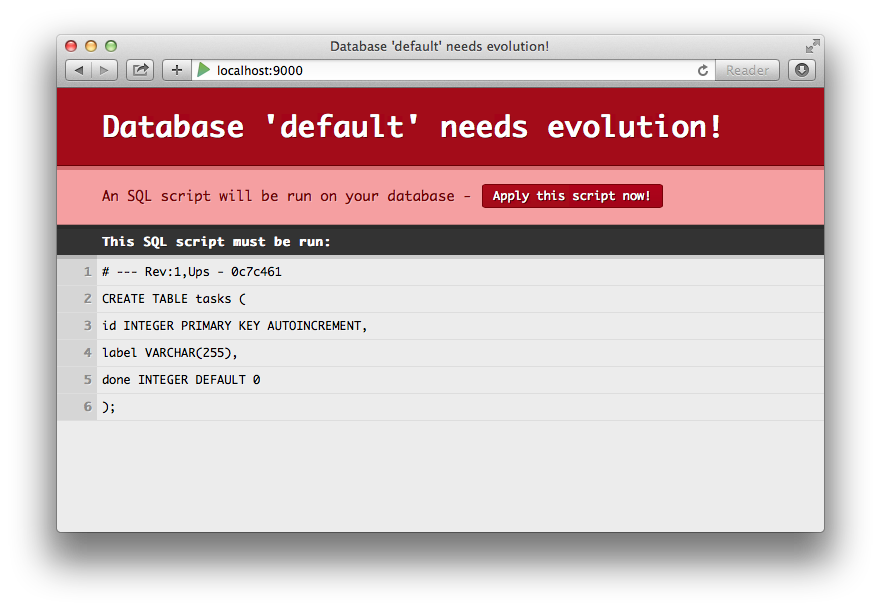 Database 'default' needs evolution!
localhost:9000
Reader
Database 'default' needs evolution!
An SQL script will be run on your database - Apply this script now!
This SQL script must be run:
1 # --- Rev:1,Ups - 0c7c461
2 CREATE TABLE tasks (
3 id INTEGER PRIMARY KEY AUTOINCREMENT,
4 label VARCHAR(255),
5 done INTEGER DEFAULT 0
6 );